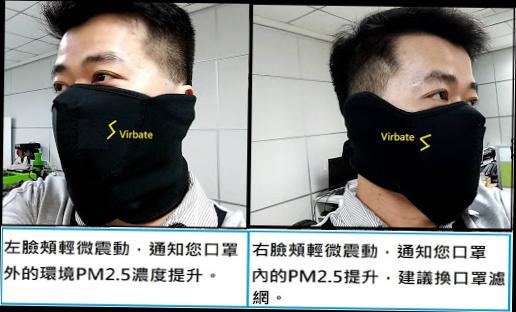 Virbate
Virbate
左臉頰輕微震動，通知您口罩
外的環境PM2.5濃度提升。
右臉頰輕微震動，通知您口罩
內的PM2.5提升，建議換口罩濾
網。